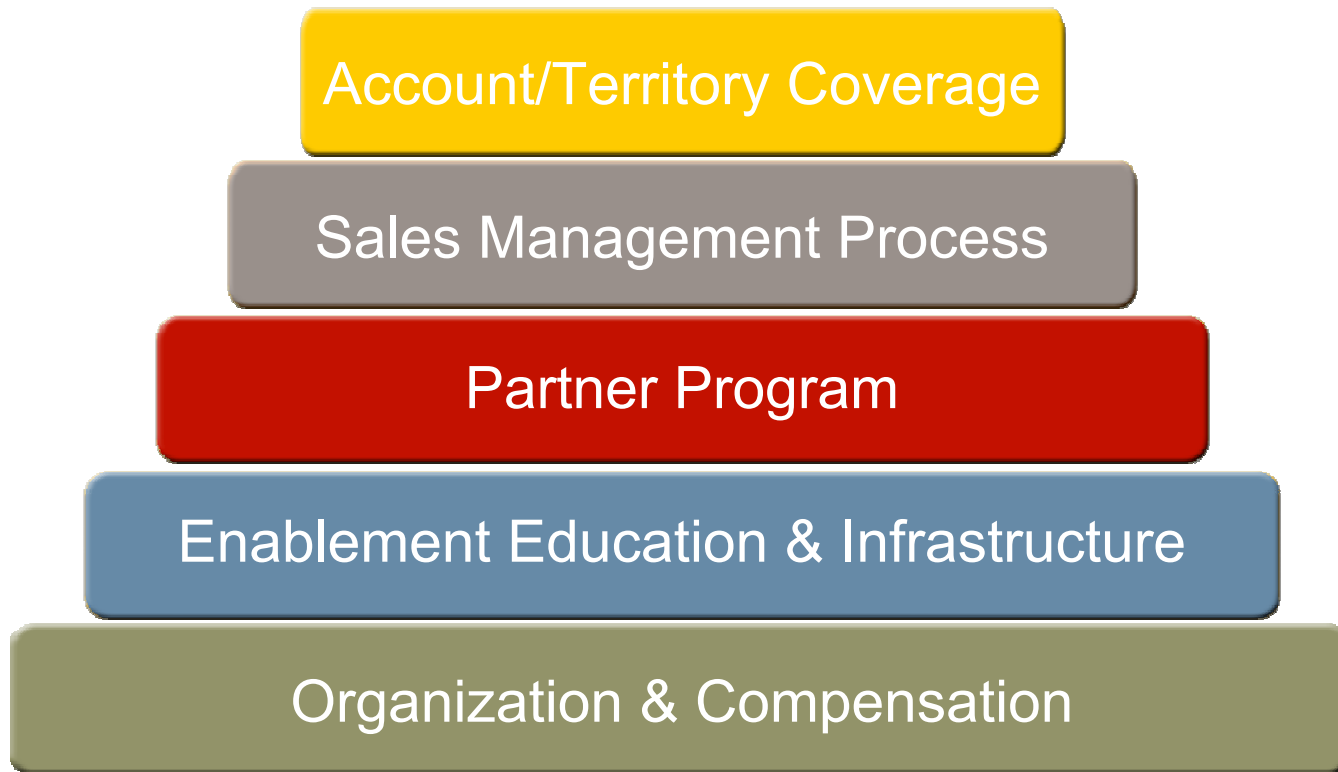 Account/Territory Coverage
Sales Management Process
Partner Program
Enablement Education & Infrastructure
Organization & Compensation